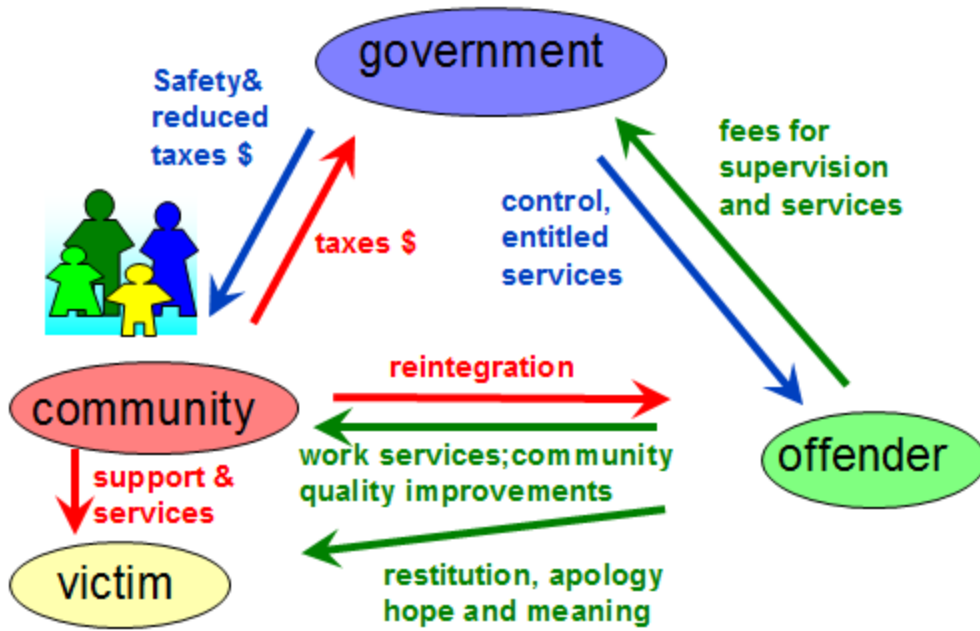 government
Safety&
reduced
taxes $
fees for
supervision
and services
control,
entitled
services
taxes $
reintegration
community
work services;community
quality improvements
offender
support &
services
victim
restitution, apology
hope and meaning